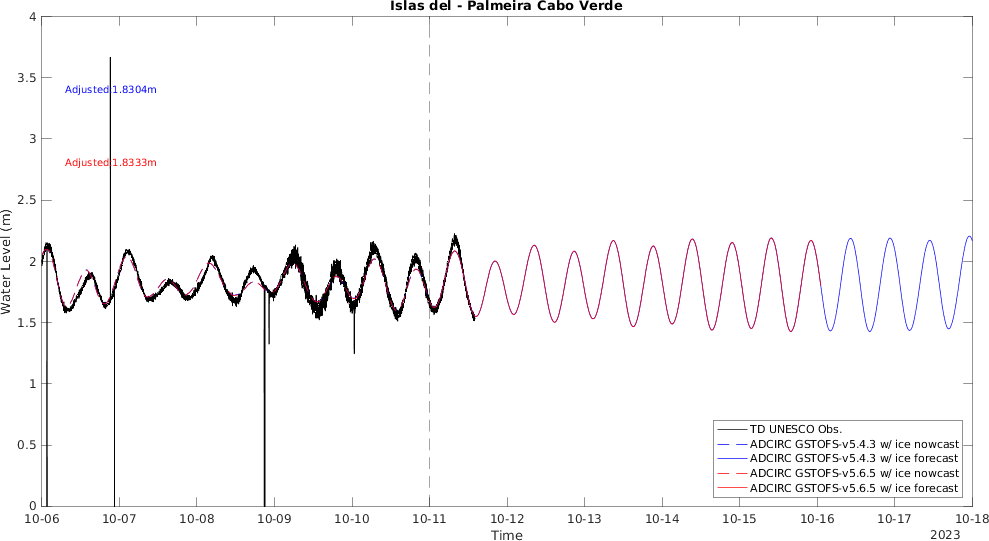 Islas del - Palmeira Cabo Verde
4
3.5
3
2.5
2
1.5
1
0.5
0
Water Level (m)
Adjusted 1.8304m
Adjusted 1.8333m
TD UNESCO Obs.
ADCIRC GSTOFS-v5.4.3 w/ ice nowcast
ADCIRC GSTOFS-v5.4.3 w/ ice forecast
ADCIRC GSTOFS-v5.6.5 w/ ice nowcast
ADCIRC GSTOFS-v5.6.5 w/ ice forecast
10-06 10-07 10-08 10-09 10-10 10-11 10-12 10-13 10-14 10-15 10-16 10-17 10-18
Time
2023